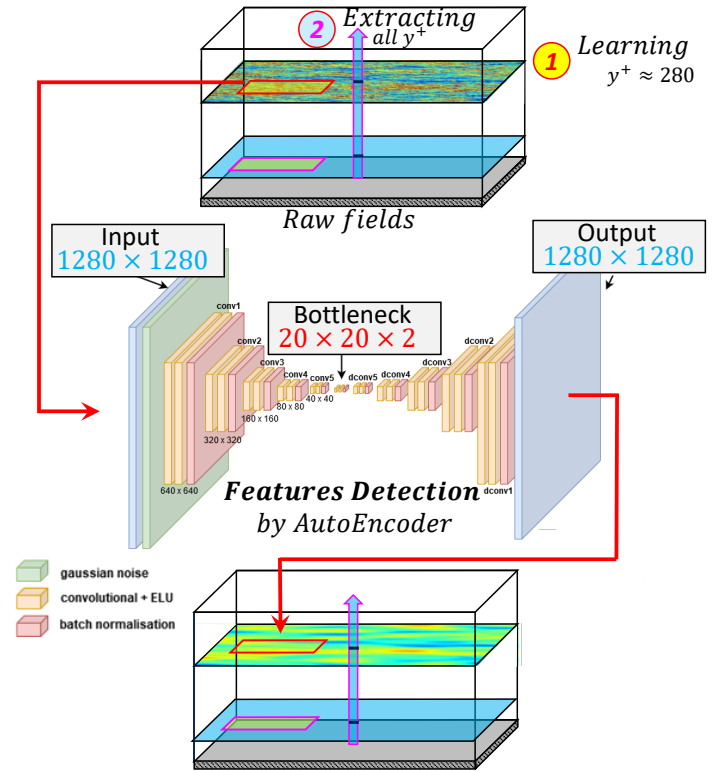 2
Extracting
all y⁺
1
Learning
y⁺ ≈ 280
Raw fields
Input
1280 × 1280
Output
1280 × 1280
Bottleneck
20 × 20 × 2
conv1
conv2
conv3
conv4
conv5
dconv5
dconv4
dconv3
dconv2
dconv1
640 x 640
320 x 320
160 x 160
80 x 80
40 x 40
Features Detection
by AutoEncoder
gaussian noise
convolutional + ELU
batch normalisation